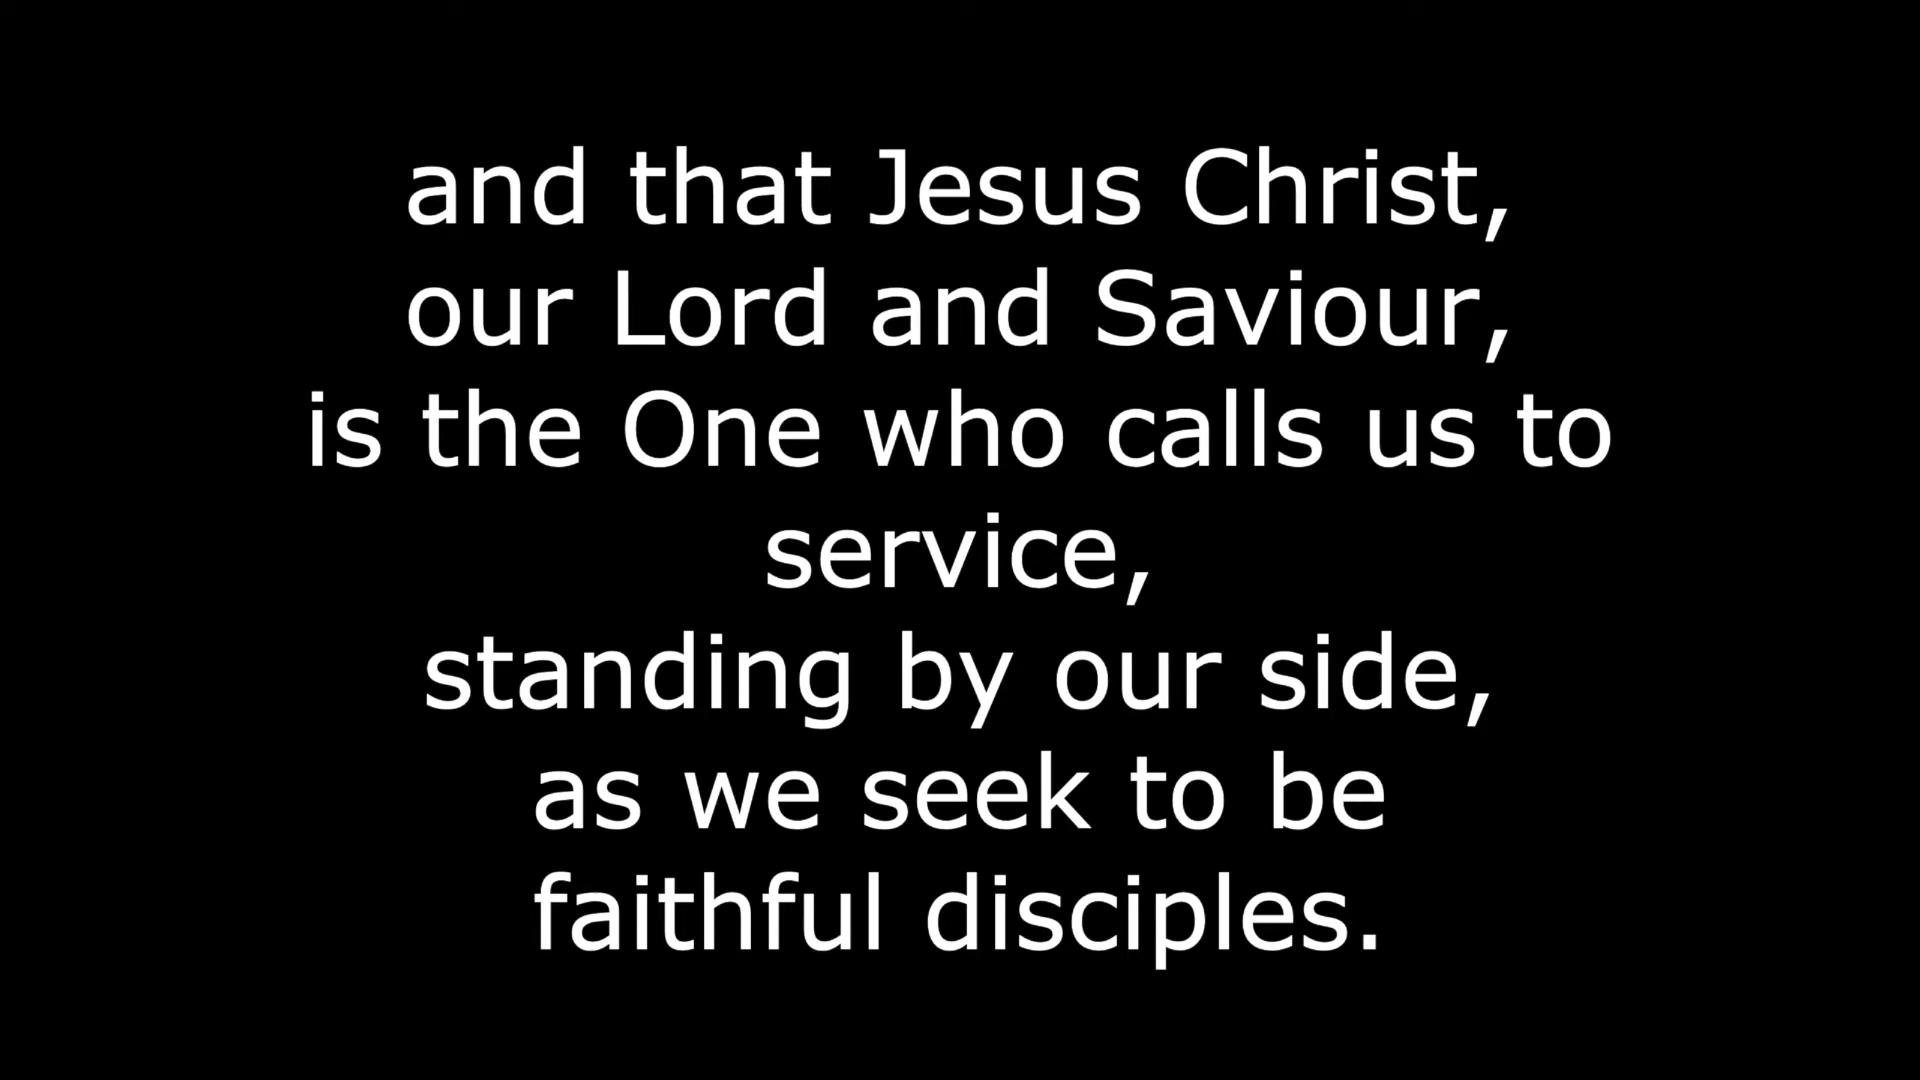 and that Jesus Christ,
our Lord and Saviour,
is the One who calls us to
service,
standing by our side,
as we seek to be
faithful disciples.